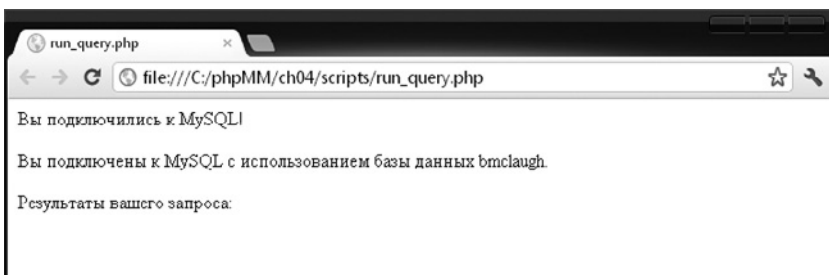 run_query.php
file:///C:/phpMM/ch04/scripts/run_query.php
Вы подключились к MySQL!
Вы подключены к MySQL с использованием базы данных bmclaugh.
Результаты вашего запроса: